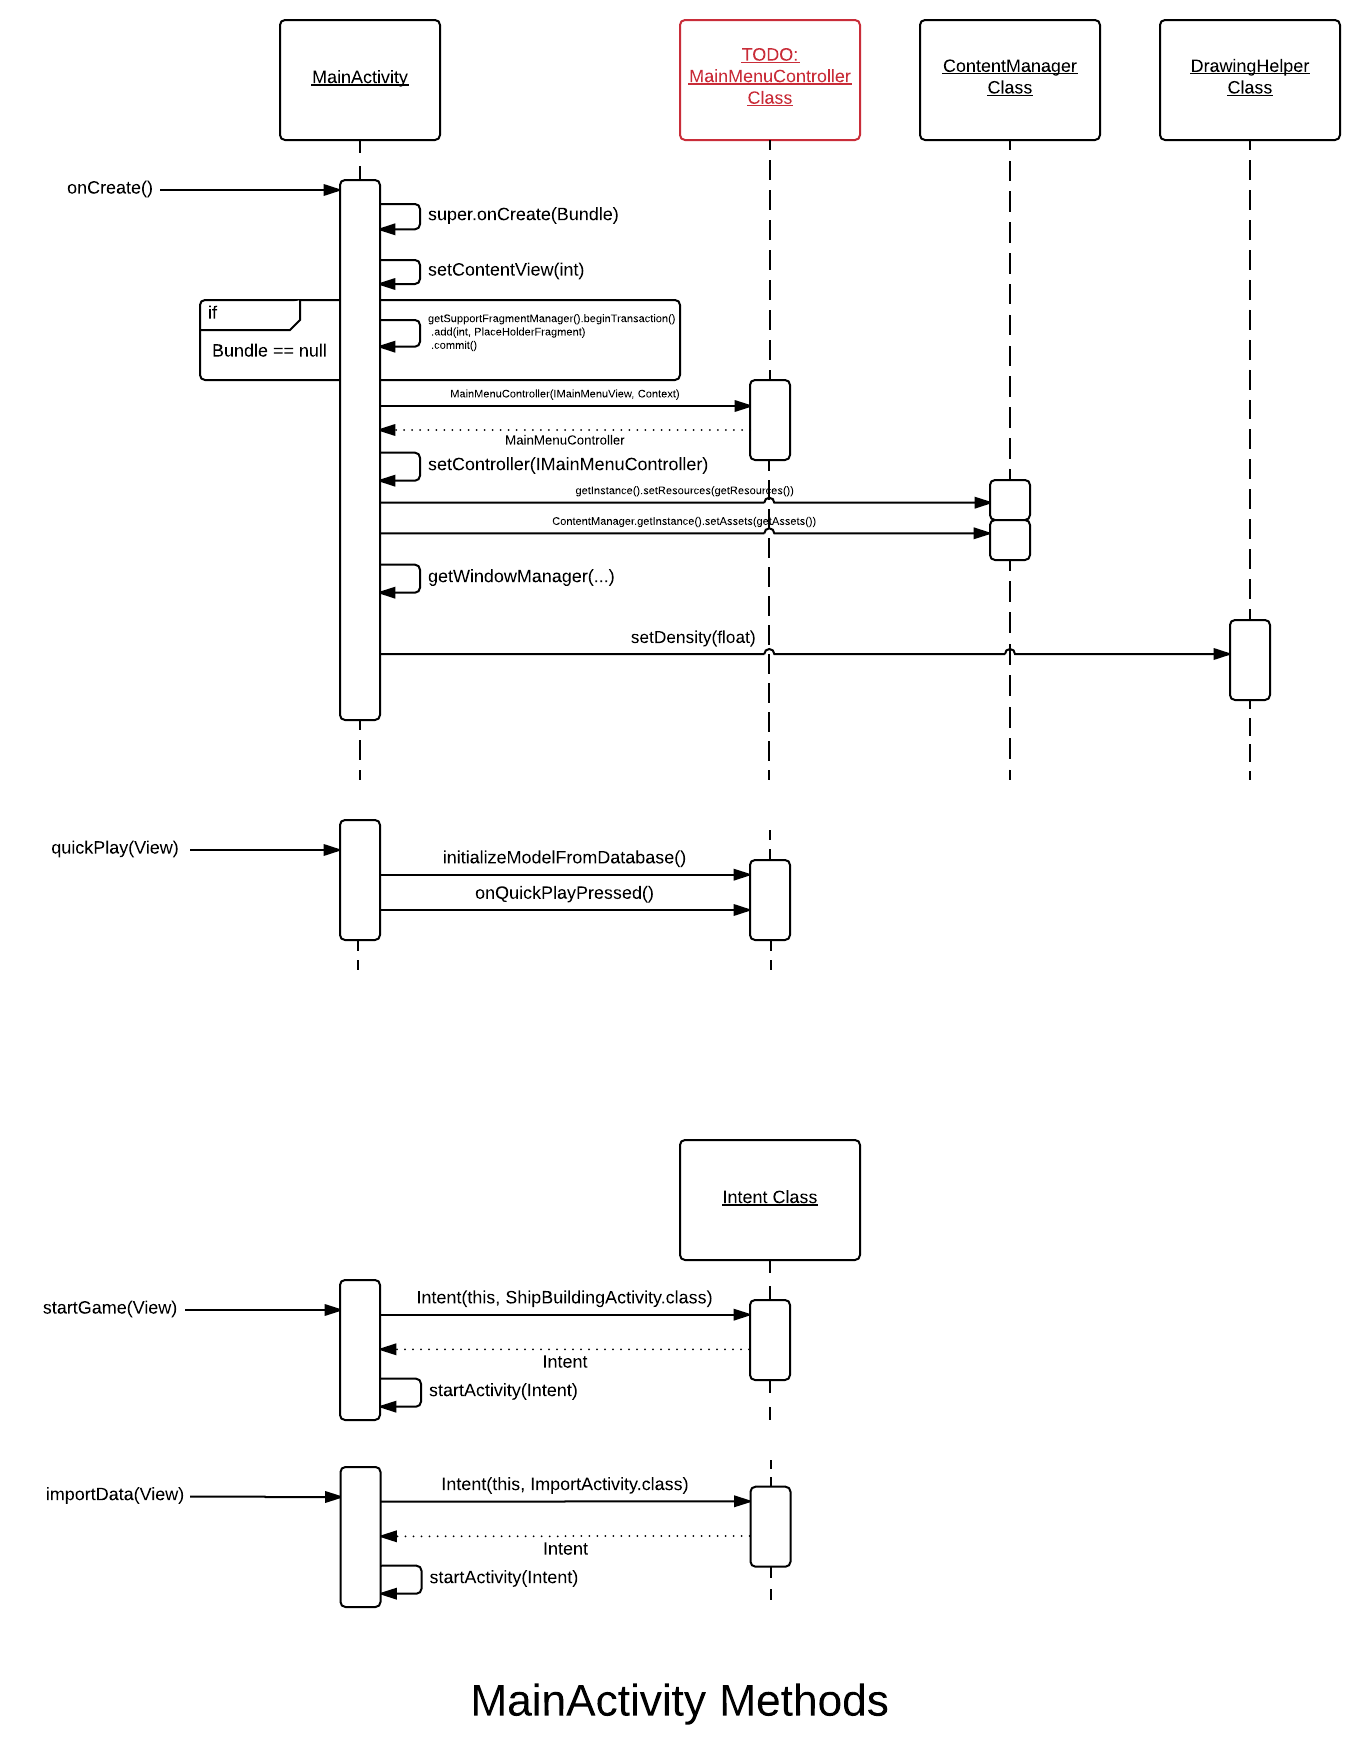 MainActivity
TODO:
MainMenuController
Class
ContentManager
Class
DrawingHelper
Class
onCreate()
super.onCreate(Bundle)
setContentView(int)
if
Bundle == null
getSupportFragmentManager().beginTransaction()
.add(int, PlaceHolderFragment)
.commit()
MainMenuController(IMainMenuView, Context)
MainMenuController
setController(IMainMenuController)
getInstance().setResources(getResources())
ContentManager.getInstance().setAssets(getAssets())
getWindowManager(...)
setDensity(float)
quickPlay(View)
initializeModelFromDatabase()
onQuickPlayPressed()
Intent Class
startGame(View)
Intent(this, ShipBuildingActivity.class)
Intent
startActivity(Intent)
importData(View)
Intent(this, ImportActivity.class)
Intent
startActivity(Intent)
MainActivity Methods